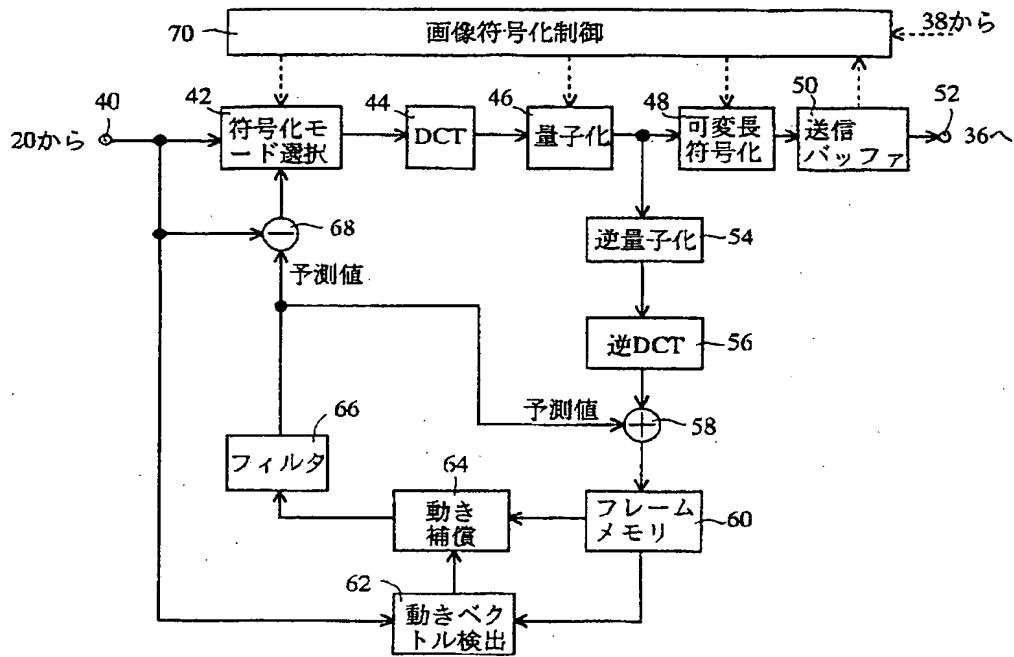 70
画像符号化制御
38から
40
42
44
46
48
50
52
20から
符号化モ
ード選択
DCT
量子化
可変長
符号化
送信
バッファ
36へ
68
予測値
逆量子化
54
逆DCT
56
予測値
58
66
フィルタ
64
動き
補償
フレーム
メモリ
60
62
動きベク
トル検出